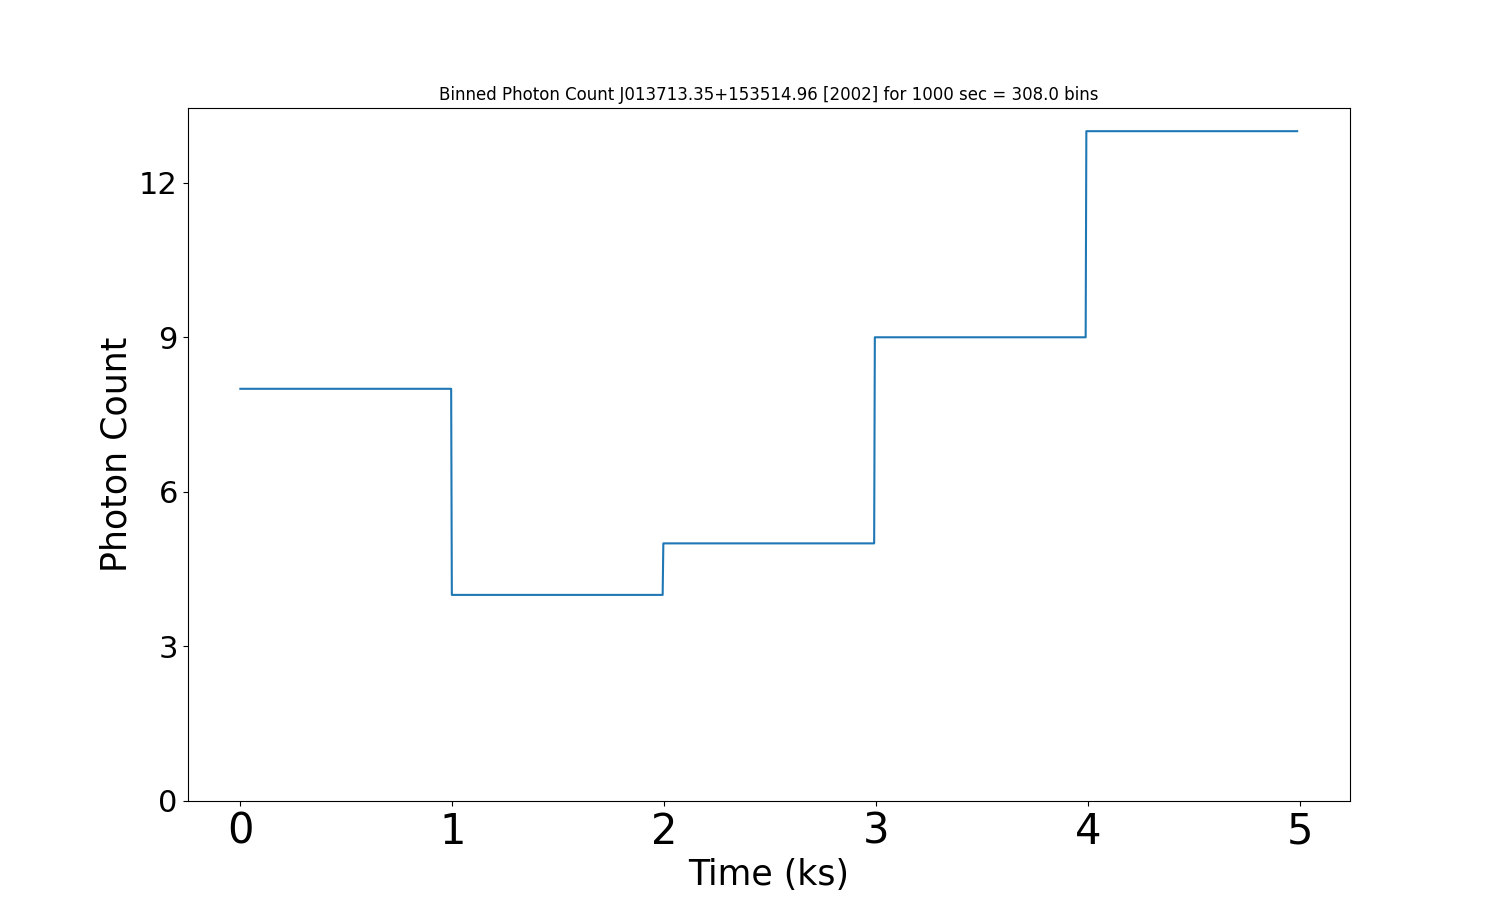 Binned Photon Count J013713.35+153514.96 [2002] for 1000 sec = 308.0 bins
12
9
6
3
0
Photon Count
0 1 2 3 4 5
Time (ks)